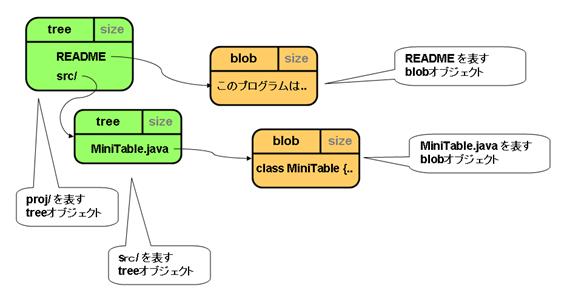 tree size
README
src/
blob size
このプログラムは..
README を表す
blobオブジェクト
tree size
MiniTable.java
blob size
class MiniTable {..
MiniTable.java を表す
blobオブジェクト
proj/ を表す
treeオブジェクト
src/ を表す
treeオブジェクト